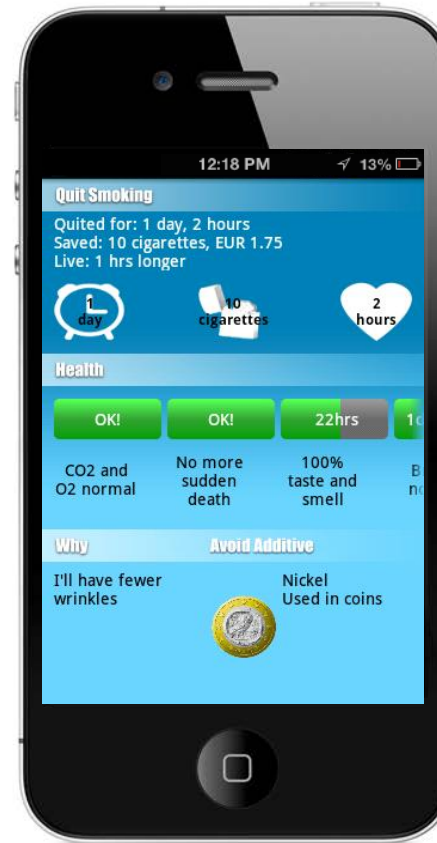 12:18 PM
13%
Quit Smoking
Quited for: 1 day, 2 hours
Saved: 10 cigarettes, EUR 1.75
Live: 1 hrs longer
1
day
10
cigarettes
2
hours
Health
OK!
OK!
22hrs
CO2 and
O2 normal
No more
sudden
death
100%
taste and
smell
Why
Avoid Additive
I'll have fewer
wrinkles
Nickel
Used in coins